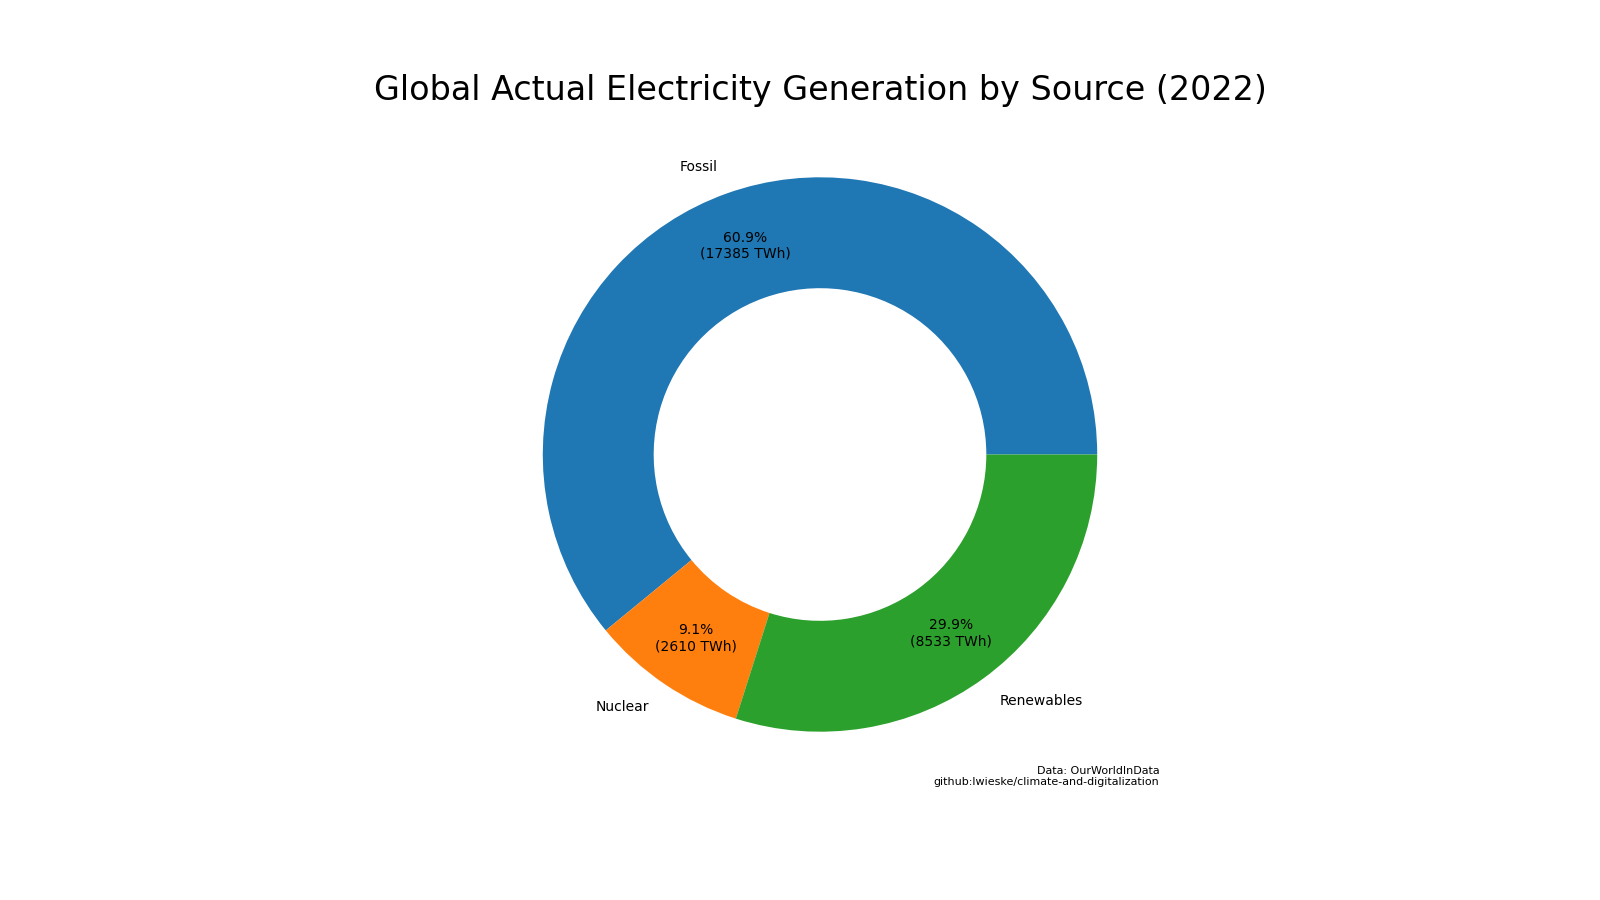 Global Actual Electricity Generation by Source (2022)
Fossil
60.9%
(17385 TWh)
9.1%
(2610 TWh)
29.9%
(8533 TWh)
Nuclear
Renewables
Data: OurWorldInData
github:lwieske/climate-and-digitalization